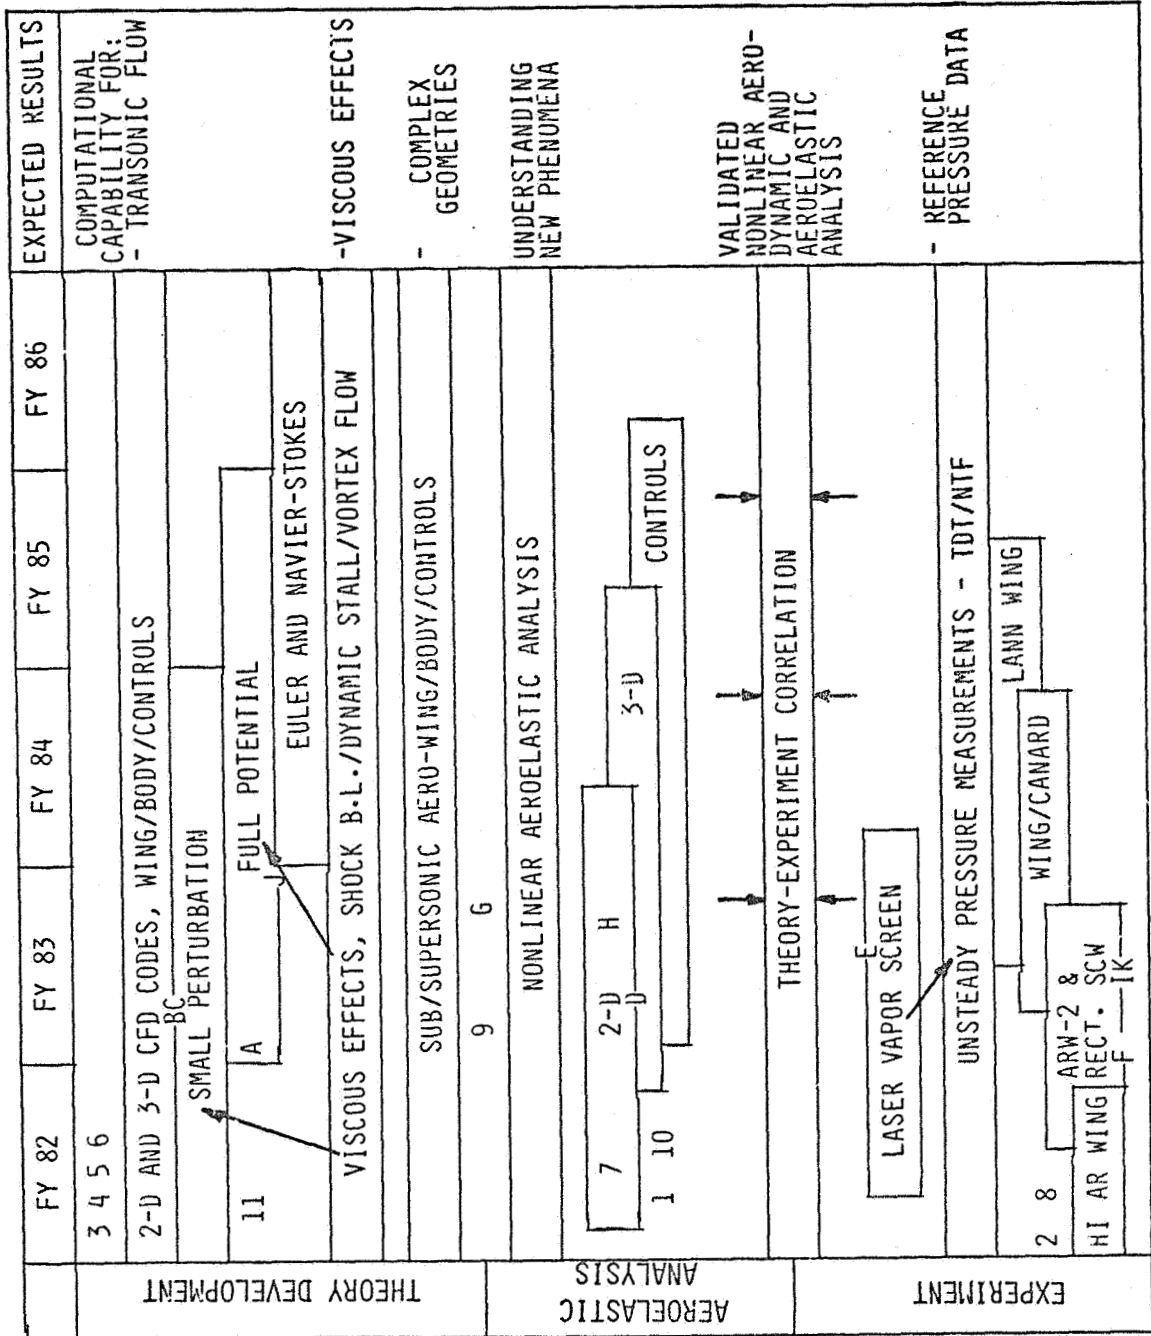 FY 82
FY 83
FY 84
FY 85
FY 86
EXPECTED RESULTS
THEORY DEVELOPMENT
3 4 5 6
2-D AND 3-D CFD CODES, WING/BODY/CONTROLS
BC
SMALL PERTURBATION
11
A
J
FULL POTENTIAL
EULER AND NAVIER-STOKES
VISCOUS EFFECTS, SHOCK B.L./DYNAMIC STALL/VORTEX FLOW
SUB/SUPERSONIC AERO-WING/BODY/CONTROLS
9
G
COMPUTATIONAL
CAPABILITY FOR:
- TRANSONIC FLOW
-VISCOUS EFFECTS
- COMPLEX
GEOMETRIES
AEROELASTIC
ANALYSIS
NONLINEAR AEROELASTIC ANALYSIS
7
2-D
H
D
3-D
1 10
CONTROLS
THEORY-EXPERIMENT CORRELATION
UNDERSTANDING
NEW PHENOMENA
VALIDATED
NONLINEAR AERO-
DYNAMIC AND
AEROELASTIC
ANALYSIS
EXPERIMENT
E
LASER VAPOR SCREEN
UNSTEADY PRESSURE MEASUREMENTS - TDT/NTF
2 8
LANN WING
WING/CANARD
ARW-2 &
HI AR WING
RECT. SCW
F
IK
- REFERENCE
PRESSURE DATA